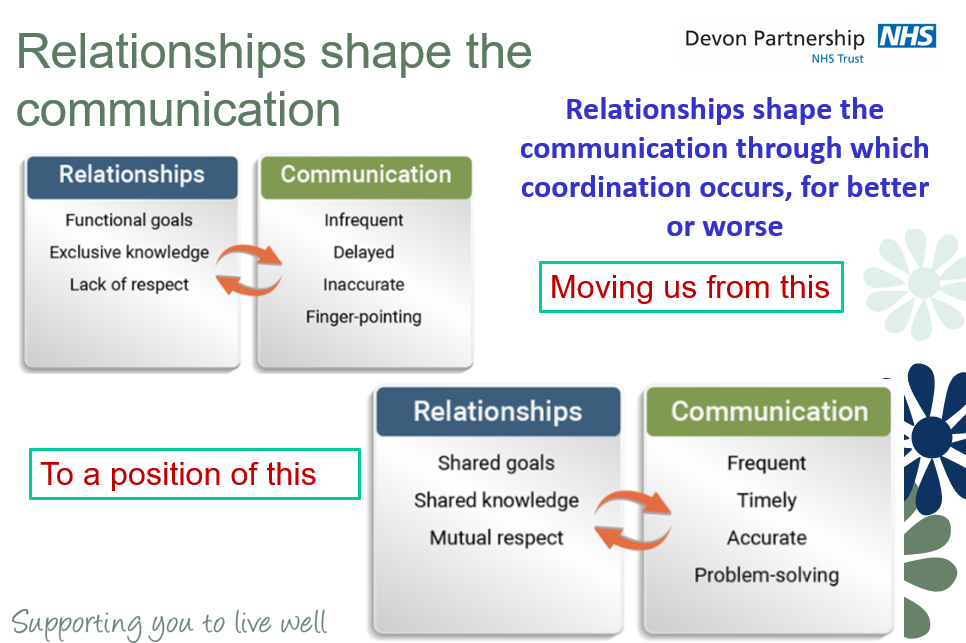 Relationships shape the
communication
Devon Partnership NHS
NHS Trust
Relationships shape the
communication through which
coordination occurs, for better
or worse
Relationships
Functional goals
Exclusive knowledge
Lack of respect
Communication
Infrequent
Delayed
Inaccurate
Finger-pointing
Moving us from this
To a position of this
Relationships
Shared goals
Shared knowledge
Mutual respect
Communication
Frequent
Timely
Accurate
Problem-solving
Supporting you to live well